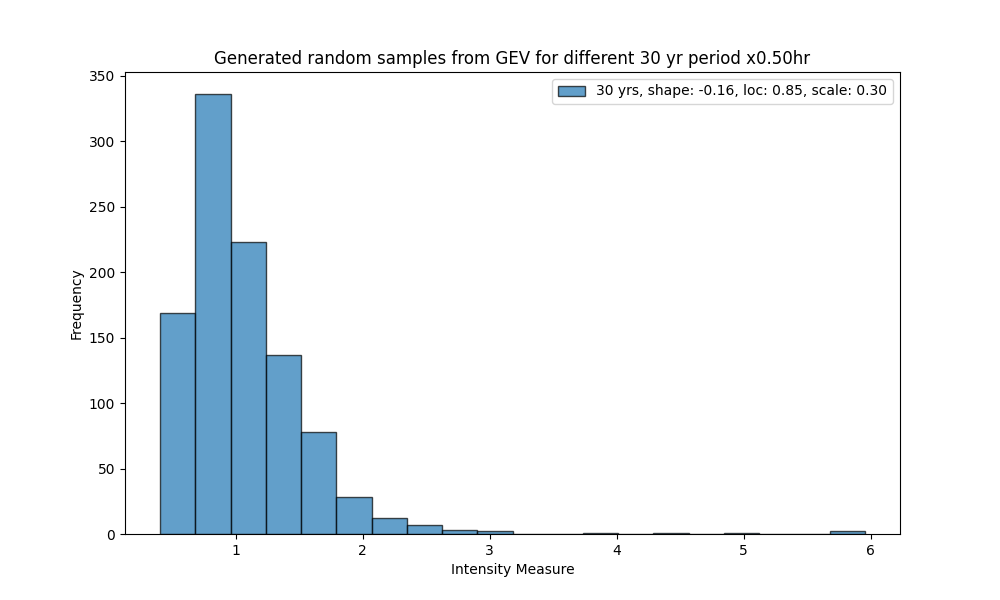 Generated random samples from GEV for different 30 yr period x0.50hr
30 yrs, shape: -0.16, loc: 0.85, scale: 0.30
350
300
250
200
150
100
50
0
Frequency
1 2 3 4 5 6
Intensity Measure